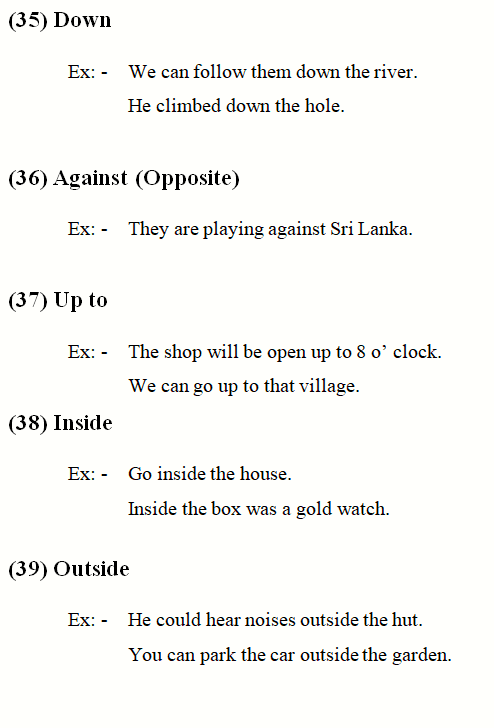 (35) Down
Ex: - We can follow them down the river.
He climbed down the hole.
(36) Against (Opposite)
Ex: - They are playing against Sri Lanka.
(37) Up to
Ex: - The shop will be open up to 8 o’ clock.
We can go up to that village.
(38) Inside
Ex: - Go inside the house.
Inside the box was a gold watch.
(39) Outside
Ex: - He could hear noises outside the hut.
You can park the car outside the garden.